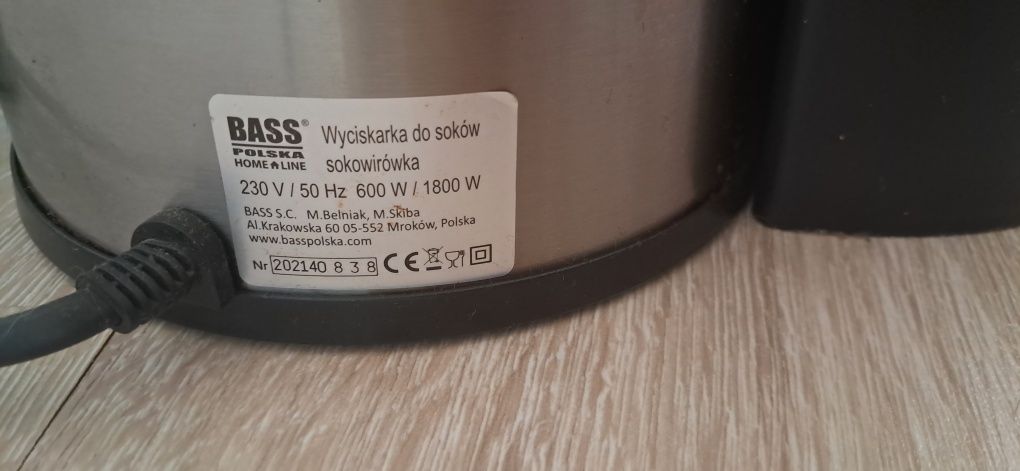 BASS®
POLSKA
HOME LINE
Wyciskarka do soków
sokowirówka
230 V / 50 Hz 600 W / 1800 W
BASS S.C. M.Belniak, M.Skiba
Al.Krakowska 60 05-552 Mroków, Polska
www.basspolska.com
Nr 202140 8 3 8 CE